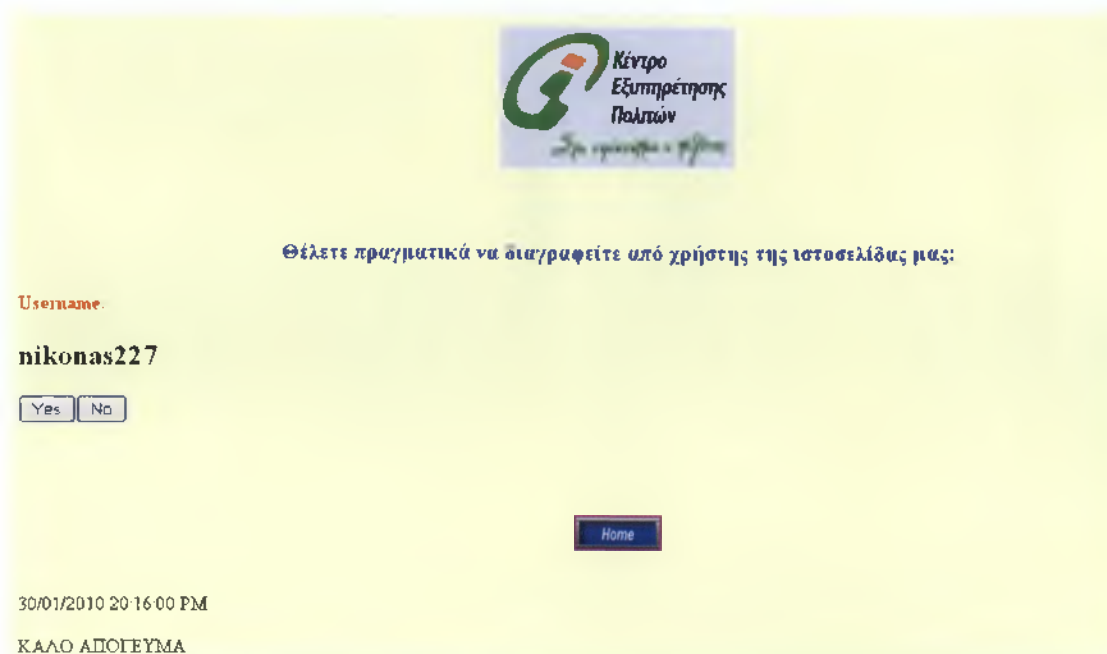 Κέντρο
Εξυπηρέτησης
Πολιτών
Θέλετε πραγματικά να διαγραφείτε από χρήστης της ιστοσελίδας μας:
Username:
nikonas227
Yes No
Home
30/01/2010 20:16:00 PM
ΚΑΛΟ ΑΠΟΓΕΥΜΑ